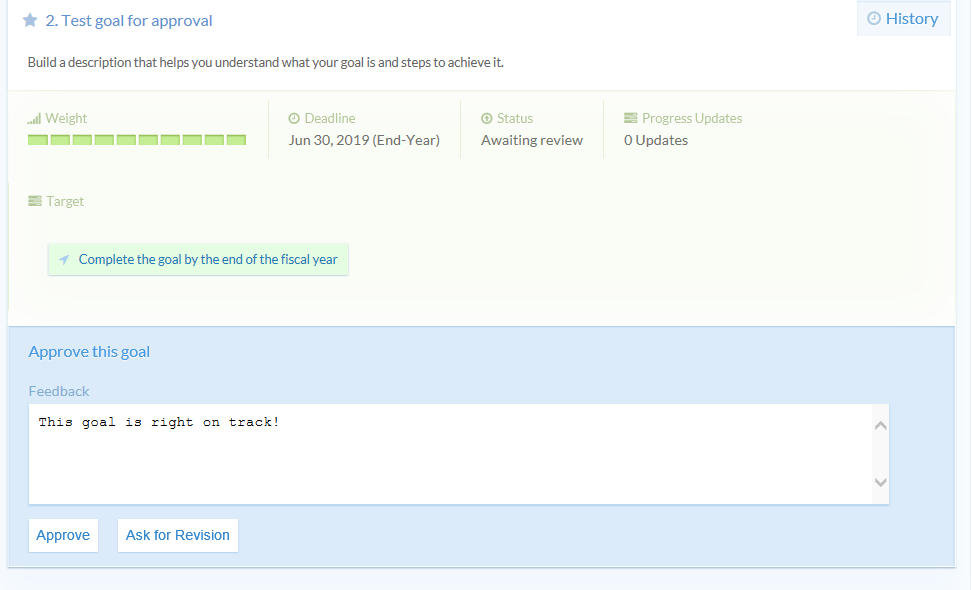 2. Test goal for approval
History
Build a description that helps you understand what your goal is and steps to achieve it.
Weight
Deadline
Status
Progress Updates
Jun 30, 2019 (End-Year)
Awaiting review
0 Updates
Target
Complete the goal by the end of the fiscal year
Approve this goal
Feedback
This goal is right on track!
Approve
Ask for Revision